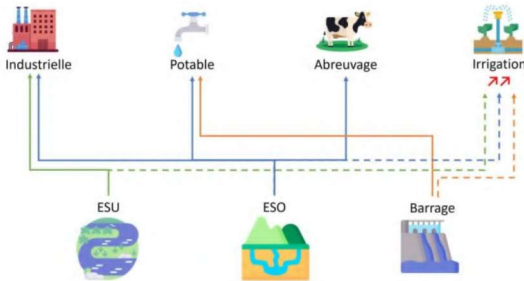 Industrielle
Potable
Abreuvage
Irrigation
ESU
ESO
Barrage